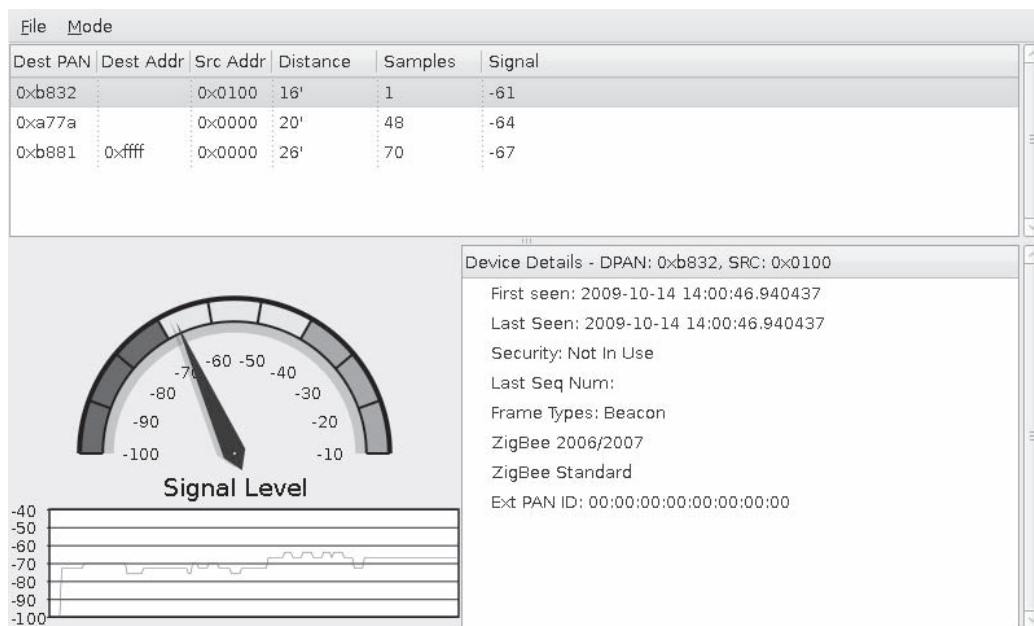 File Mode
Dest PAN Dest Addr Src Addr Distance Samples Signal
0xb832 0x0100 16' 1 -61
0xa77a 0x0000 20' 48 -64
0xb881 0xffff 0x0000 26' 70 -67
Device Details - DPAN: 0xb832, SRC: 0x0100
First seen: 2009-10-14 14:00:46.940437
Last Seen: 2009-10-14 14:00:46.940437
Security: Not In Use
Last Seq Num:
Frame Types: Beacon
ZigBee 2006/2007
ZigBee Standard
Ext PAN ID: 00:00:00:00:00:00:00:00
-100
-90
-80
-70
-60
-50
-40
-30
-20
-10
Signal Level
-40
-50
-60
-70
-80
-90
-100